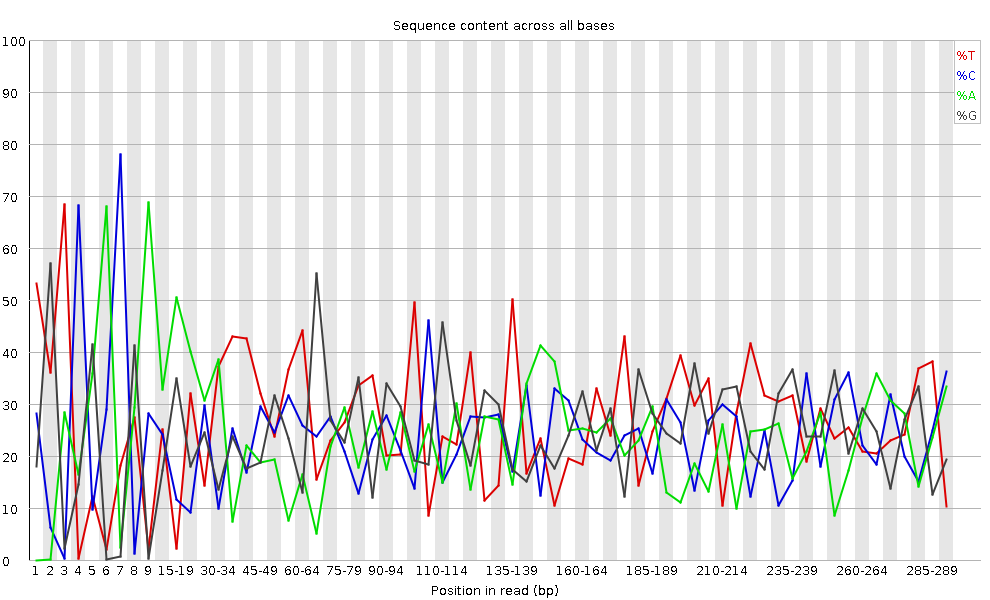 Sequence content across all bases
100
90
80
70
60
50
40
30
20
10
0
%T
%C
%A
%G
1 2 3 4 5 6 7 8 9 15-19 30-34 45-49 60-64 75-79 90-94 110-114 135-139 160-164 185-189 210-214 235-239 260-264 285-289
Position in read (bp)